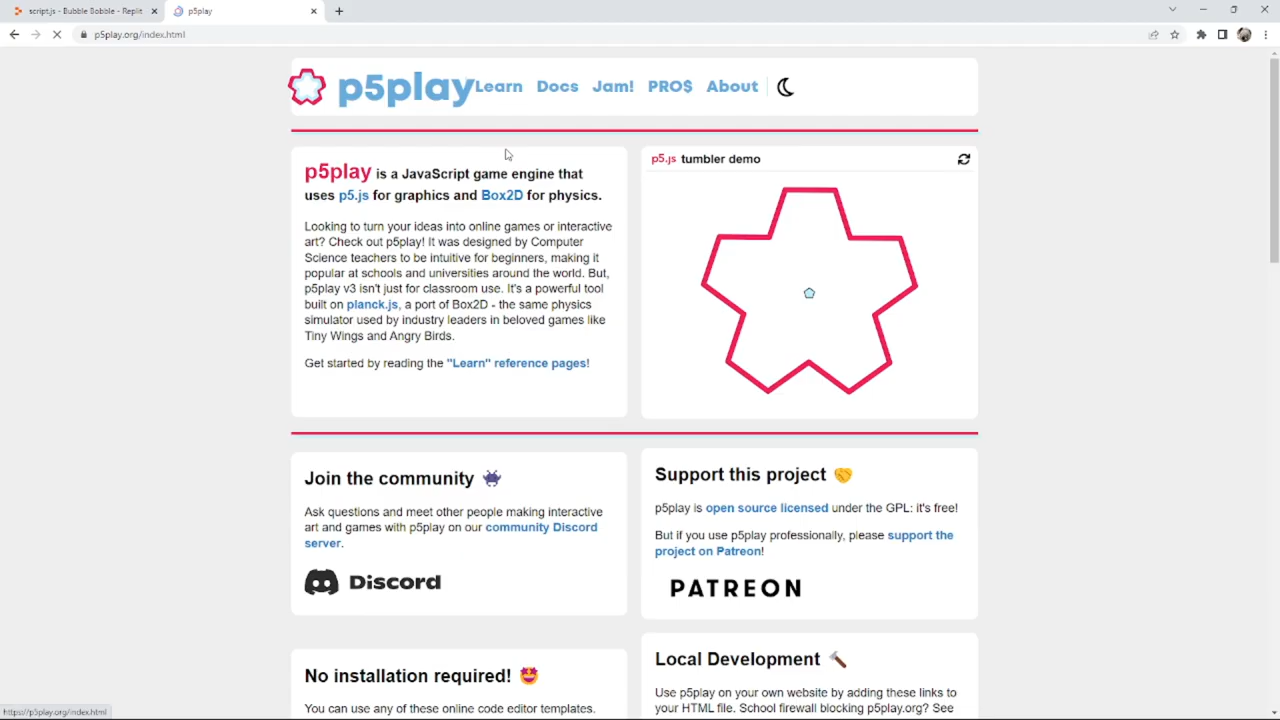 script.js - Bubble Bobble - Replit
p5play
p5play.org/index.html
p5play
Learn
Docs
Jam!
PRO$
About
p5play is a JavaScript game engine that
uses p5.js for graphics and Box2D for physics.
Looking to turn your ideas into online games or interactive
art? Check out p5play! It was designed by Computer
Science teachers to be intuitive for beginners, making it
popular at schools and universities around the world. But,
p5play v3 isn't just for classroom use. It's a powerful tool
built on planck.js, a port of Box2D - the same physics
simulator used by industry leaders in beloved games like
Tiny Wings and Angry Birds.
Get started by reading the "Learn" reference pages!
p5.js tumbler demo
Join the community 👾
Ask questions and meet other people making interactive
art and games with p5play on our community Discord
server.
Discord
Support this project 🤝
p5play is open source licensed under the GPL: it's free!
But if you use p5play professionally, please support the
project on Patreon!
PATREON
No installation required! 🤩
You can use any of these online code editor templates.
Local Development 🔨
Use p5play on your own website by adding these links to
your HTML file. School firewall blocking p5play.org? See
https://p5play.org/index.html